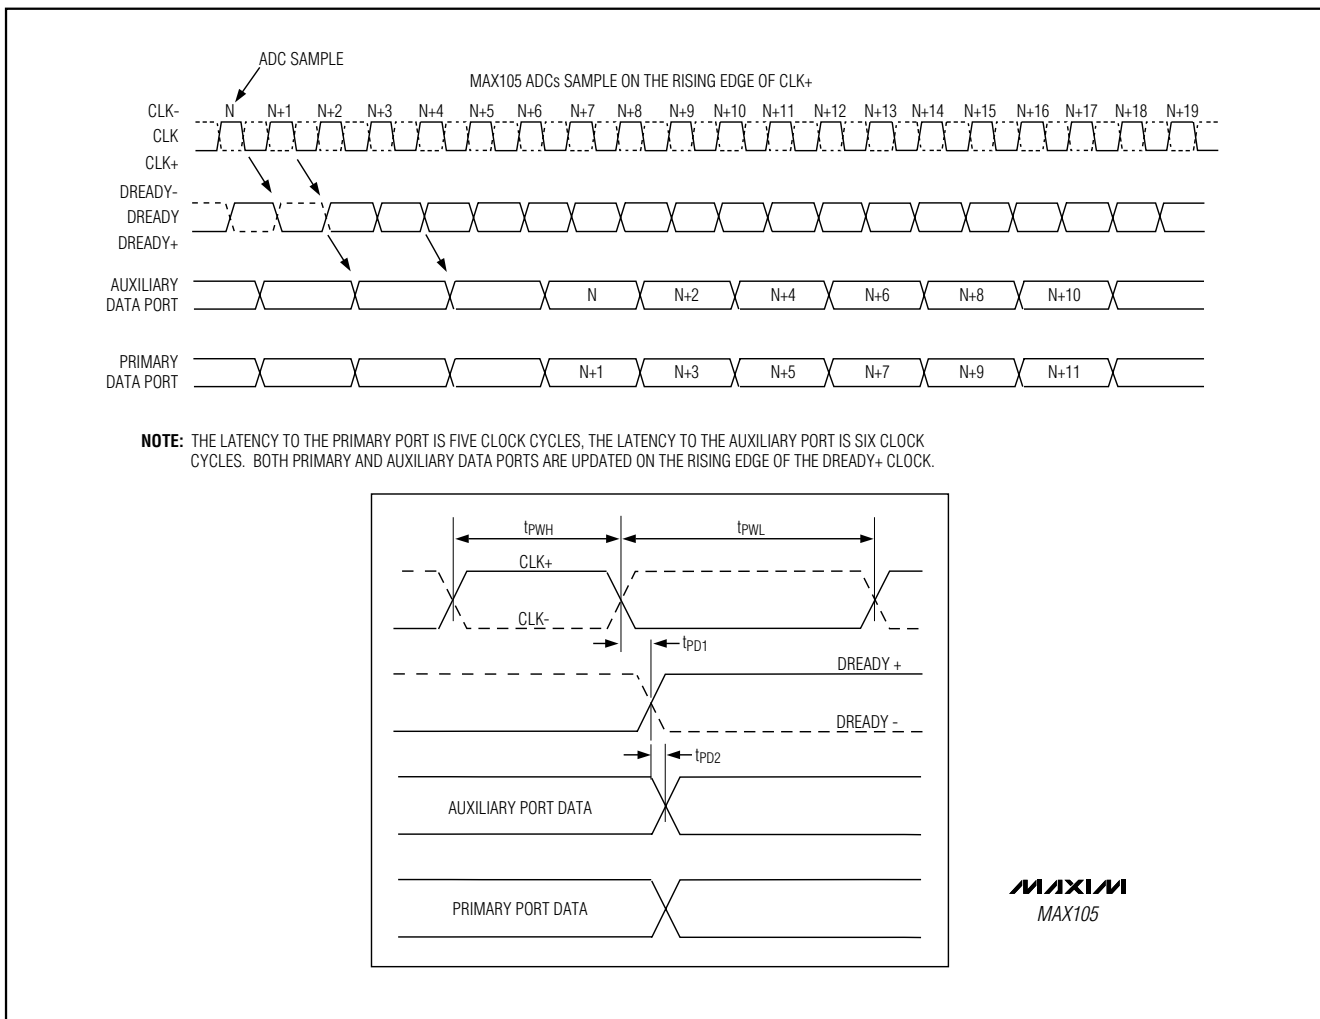 ADC SAMPLE
MAX105 ADCs SAMPLE ON THE RISING EDGE OF CLK+
CLK- N N+1 N+2 N+3 N+4 N+5 N+6 N+7 N+8 N+9 N+10 N+11 N+12 N+13 N+14 N+15 N+16 N+17 N+18 N+19
CLK
CLK+
DREADY-
DREADY
DREADY+
AUXILIARY
DATA PORT
N N+2 N+4 N+6 N+8 N+10
PRIMARY
DATA PORT
N+1 N+3 N+5 N+7 N+9 N+11
NOTE: THE LATENCY TO THE PRIMARY PORT IS FIVE CLOCK CYCLES, THE LATENCY TO THE AUXILIARY PORT IS SIX CLOCK
CYCLES. BOTH PRIMARY AND AUXILIARY DATA PORTS ARE UPDATED ON THE RISING EDGE OF THE DREADY+ CLOCK.
tPWH tPWL
CLK+
CLK-
tPD1
DREADY +
DREADY -
tPD2
AUXILIARY PORT DATA
PRIMARY PORT DATA
MAXIM
MAX105